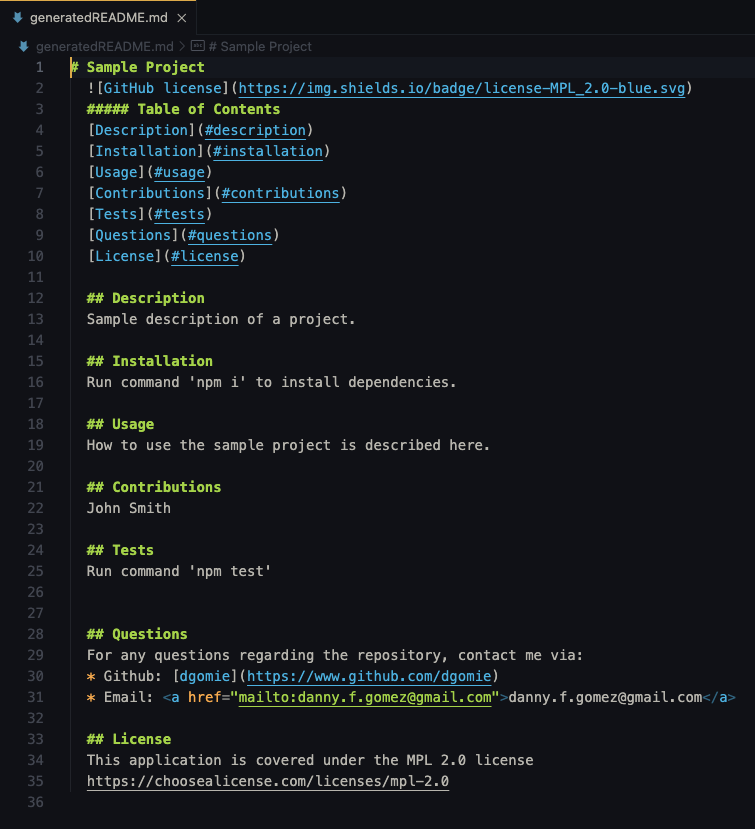 generatedREADME.md ×
generatedREADME.md > # Sample Project
1 # Sample Project
2 ![GitHub license](https://img.shields.io/badge/license-MPL_2.0-blue.svg)
3 ##### Table of Contents
4 [Description](#description)
5 [Installation](#installation)
6 [Usage](#usage)
7 [Contributions](#contributions)
8 [Tests](#tests)
9 [Questions](#questions)
10 [License](#license)
11
12 ## Description
13 Sample description of a project.
14
15 ## Installation
16 Run command 'npm i' to install dependencies.
17
18 ## Usage
19 How to use the sample project is described here.
20
21 ## Contributions
22 John Smith
23
24 ## Tests
25 Run command 'npm test'
26
27
28 ## Questions
29 For any questions regarding the repository, contact me via:
30 * Github: [dgomie](https://www.github.com/dgomie)
31 * Email: <a href="mailto:danny.f.gomez@gmail.com">danny.f.gomez@gmail.com</a>
32
33 ## License
34 This application is covered under the MPL 2.0 license
35 https://choosealicense.com/licenses/mpl-2.0
36